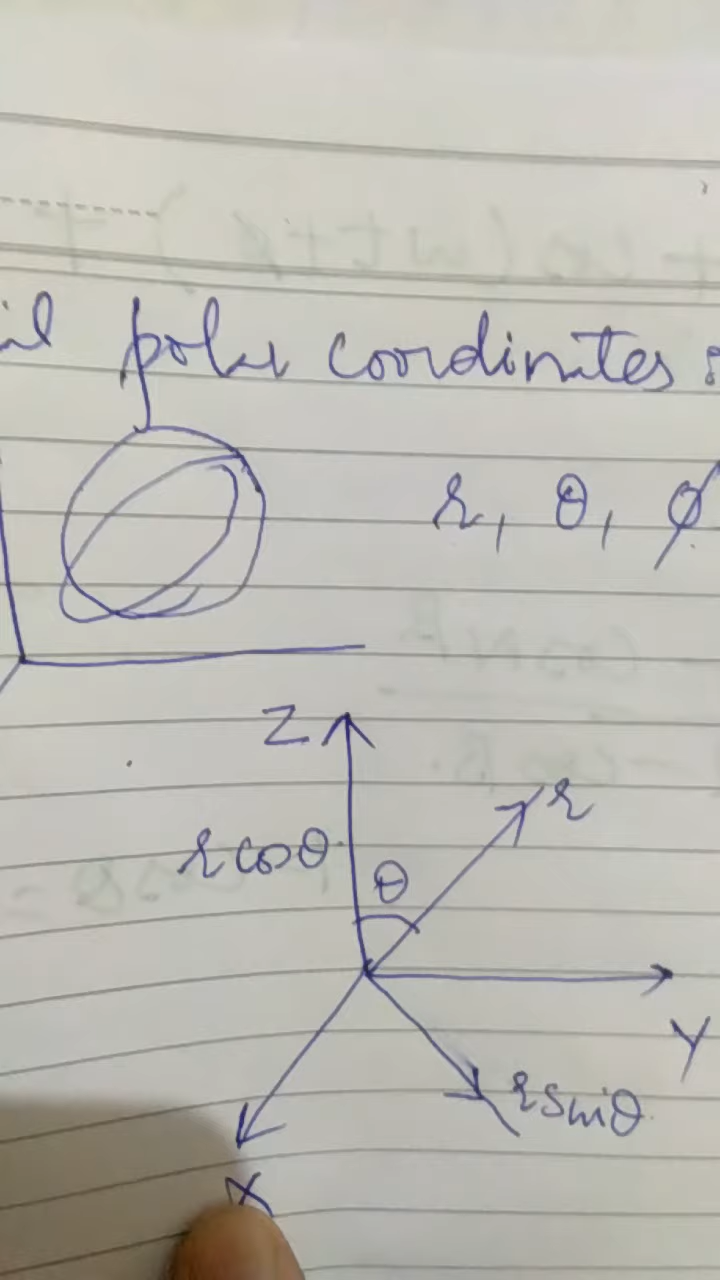 polar coordinates
r, θ, φ
Z
r
r cosθ
θ
Y
r sinθ
X